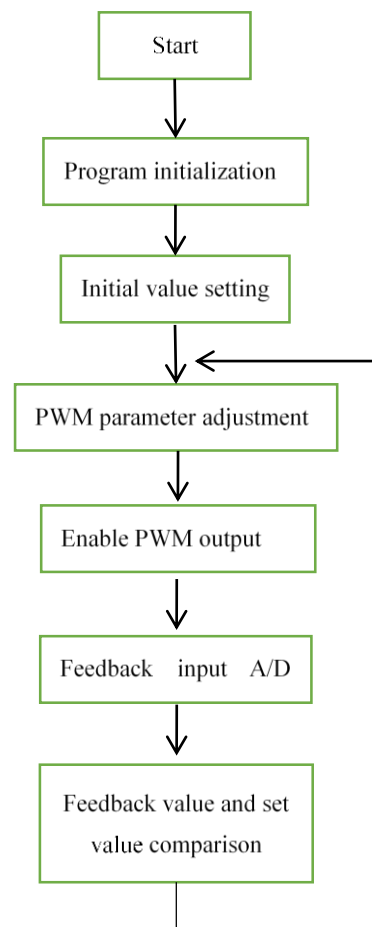 Start
Program initialization
Initial value setting
PWM parameter adjustment
Enable PWM output
Feedback input A/D
Feedback value and set
value comparison